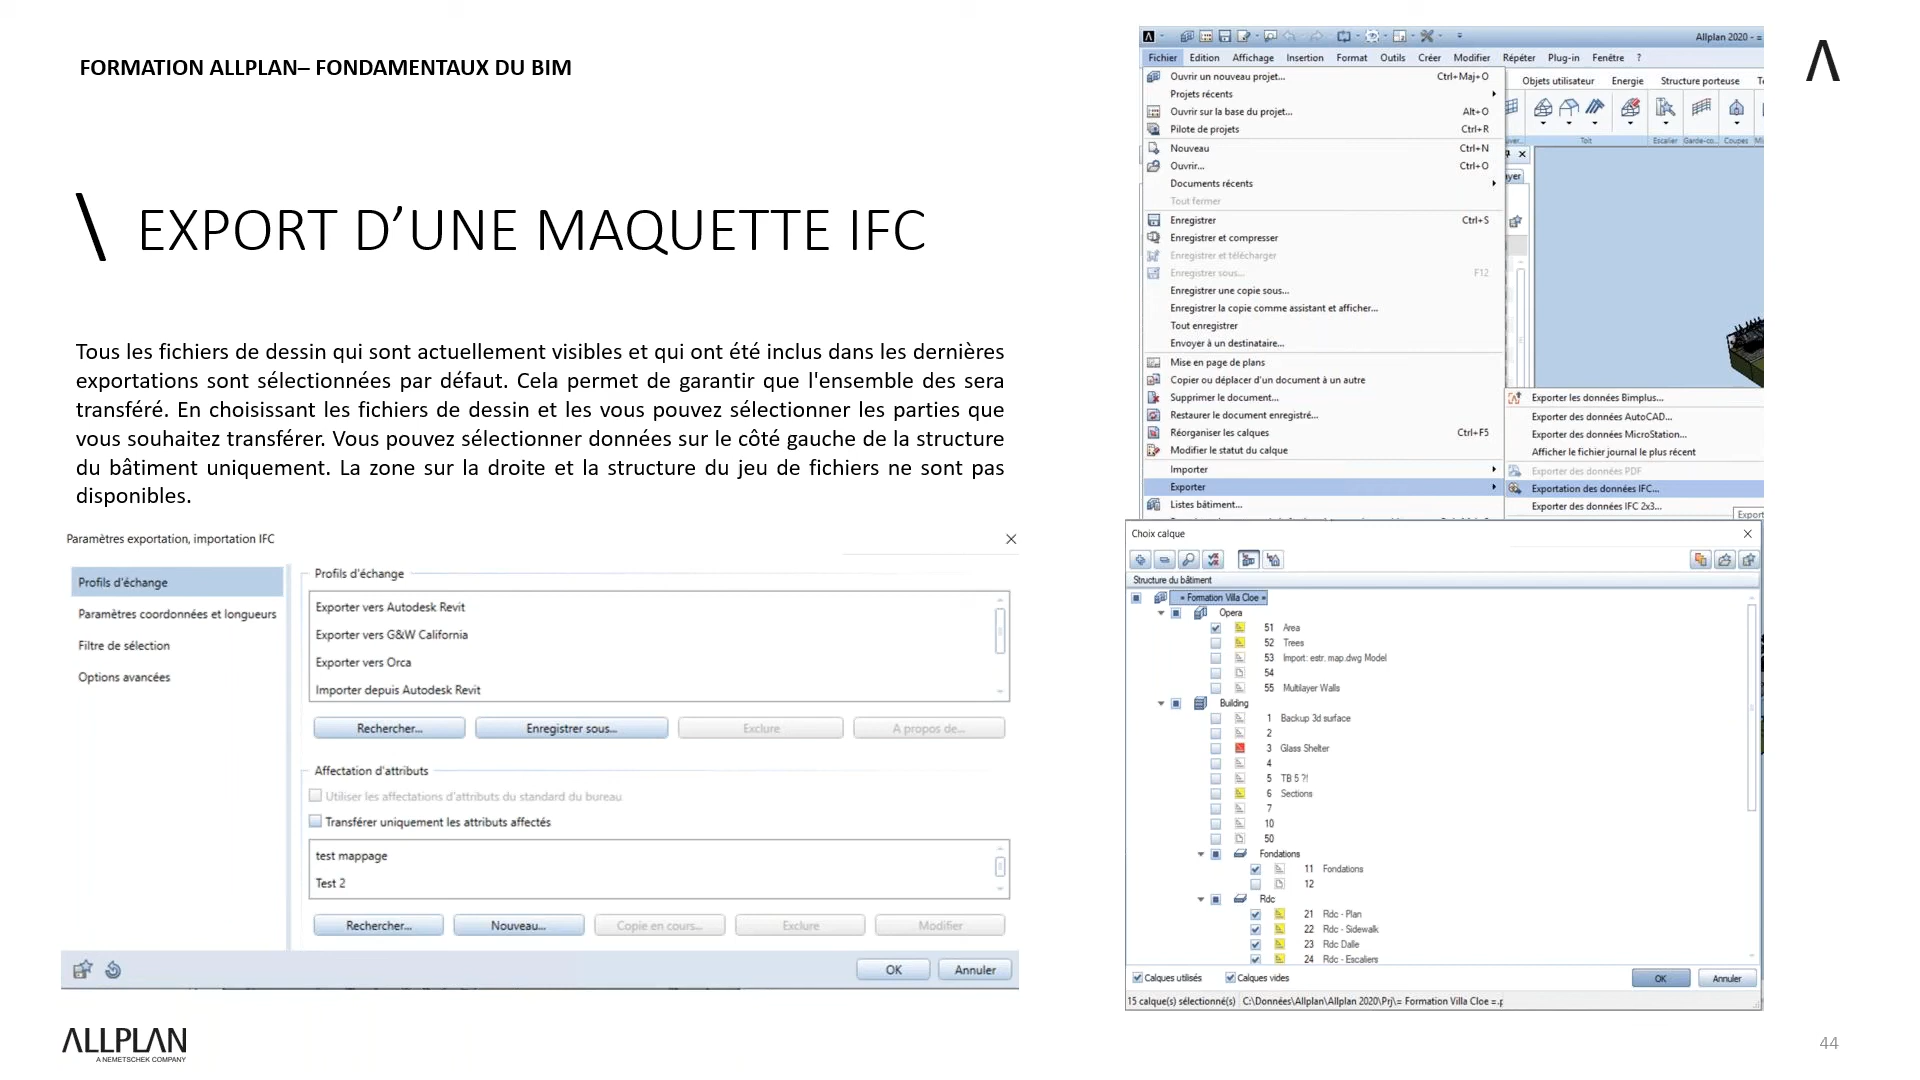 FORMATION ALLPLAN– FONDAMENTAUX DU BIM
\ EXPORT D’UNE MAQUETTE IFC
Tous les fichiers de dessin qui sont actuellement visibles et qui ont été inclus dans les dernières
exportations sont sélectionnées par défaut. Cela permet de garantir que l'ensemble des sera
transféré. En choisissant les fichiers de dessin et les vous pouvez sélectionner les parties que
vous souhaitez transférer. Vous pouvez sélectionner données sur le côté gauche de la structure
du bâtiment uniquement. La zone sur la droite et la structure du jeu de fichiers ne sont pas
disponibles.
Paramètres exportation, importation IFC
Profils d'échange
Paramètres coordonnées et longueurs
Filtre de sélection
Options avancées
Profils d'échange
Exporter vers Autodesk Revit
Exporter vers G&W California
Exporter vers Orca
Importer depuis Autodesk Revit
Rechercher... Enregistrer sous... Exclure A propos de...
Affectation d'attributs
Utiliser les affectations d'attributs du standard du bureau
Transférer uniquement les attributs affectés
test mappage
Test 2
Rechercher... Nouveau... Copie en cours... Exclure Modifier
OK Annuler
Allplan 2020 - =
Fichier Edition Affichage Insertion Format Outils Créer Modifier Répéter Plug-in Fenêtre ?
Objets utilisateur Energie Structure porteuse
Toit Escalier Garde-co... Coupes
Ouvrir un nouveau projet... Ctrl+Maj+O
Projets récents
Ouvrir sur la base du projet... Alt+O
Pilote de projets Ctrl+R
Nouveau Ctrl+N
Ouvrir... Ctrl+O
Documents récents
Tout fermer
Enregistrer Ctrl+S
Enregistrer et compresser
Enregistrer et télécharger
Enregistrer sous... F12
Enregistrer une copie sous...
Enregistrer la copie comme assistant et afficher...
Tout enregistrer
Envoyer à un destinataire...
Mise en page de plans
Copier ou déplacer d'un document à un autre
Supprimer le document...
Restaurer le document enregistré...
Réorganiser les calques Ctrl+F5
Modifier le statut du calque
Importer
Exporter
Listes bâtiment...
Exporter les données Bimplus...
Exporter des données AutoCAD...
Exporter des données MicroStation...
Afficher le fichier journal le plus récent
Exporter des données PDF
Exportation des données IFC...
Exporter des données IFC 2x3...
Export
Choix calque
Structure du bâtiment
= Formation Villa Cloe =
Opera
51 Area
52 Trees
53 Import: estr. map.dwg Model
54
55 Multilayer Walls
Building
1 Backup 3d surface
2
3 Glass Shelter
4
5 TB 5 ?!
6 Sections
7
10
50
Fondations
11 Fondations
12
Rdc
21 Rdc - Plan
22 Rdc - Sidewalk
23 Rdc Dalle
24 Rdc - Escaliers
Calques utilisés Calques vides OK Annuler
15 calque(s) sélectionné(s) C:\Données\Allplan\Allplan 2020\Prj\= Formation Villa Cloe =.p
ALLPLAN
A NEMETSCHEK COMPANY
44